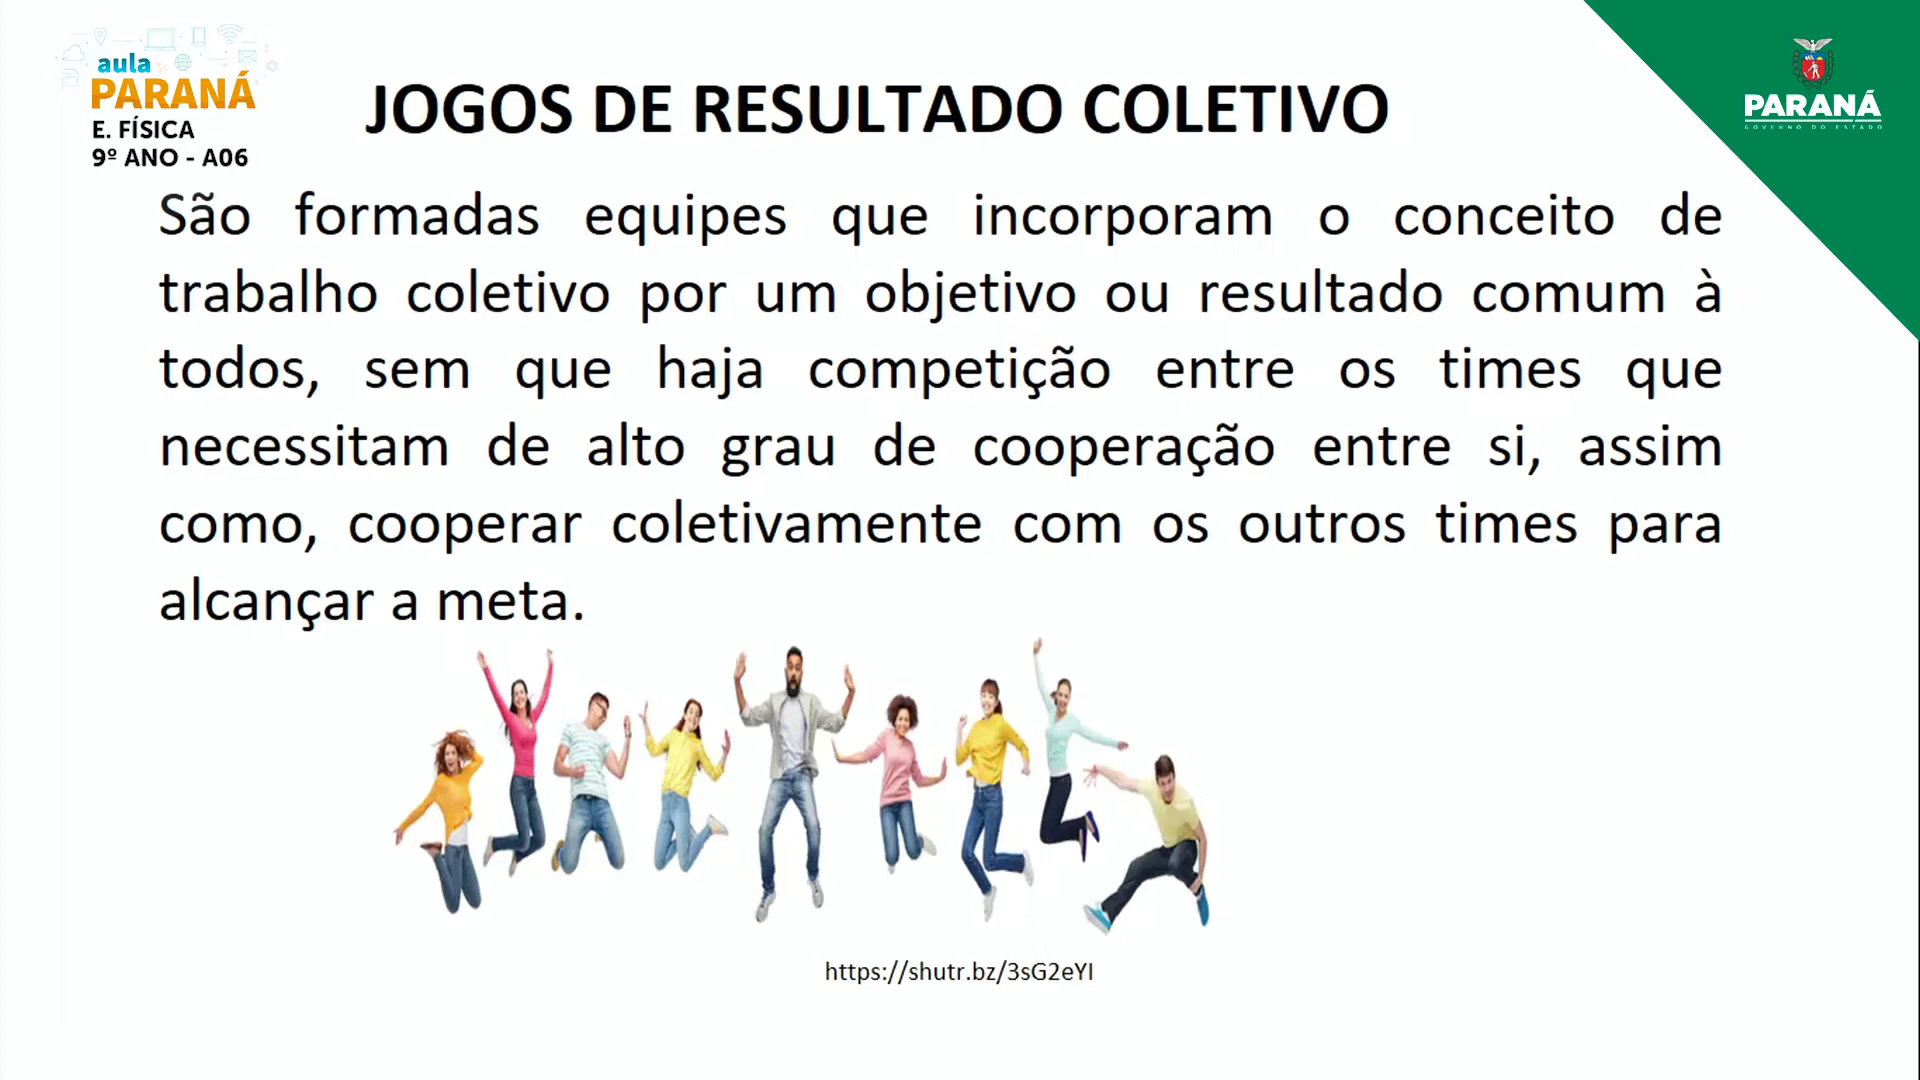 aula
PARANÁ
E. FÍSICA
9º ANO - A06
JOGOS DE RESULTADO COLETIVO
PARANÁ
GOVERNO DO ESTADO
São formadas equipes que incorporam o conceito de
trabalho coletivo por um objetivo ou resultado comum à
todos, sem que haja competição entre os times que
necessitam de alto grau de cooperação entre si, assim
como, cooperar coletivamente com os outros times para
alcançar a meta.
https://shutr.bz/3sG2eYI